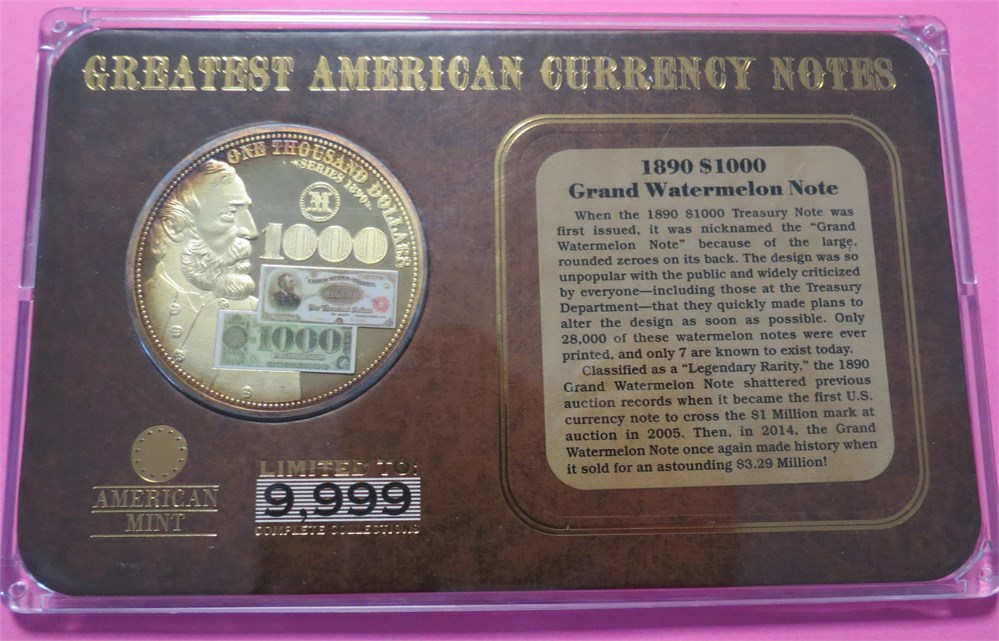 GREATEST AMERICAN CURRENCY NOTES
ONE THOUSAND DOLLARS
SERIES 1890
1000
1000
AMERICAN
MINT
LIMITED TO:
9,999
COMPLETE COLLECTIONS
1890 $1000
Grand Watermelon Note
When the 1890 $1000 Treasury Note was
first issued, it was nicknamed the “Grand
Watermelon Note” because of the large,
rounded zeroes on its back. The design was so
unpopular with the public and widely criticized
by everyone—including those at the Treasury
Department—that they quickly made plans to
alter the design as soon as possible. Only
28,000 of these watermelon notes were ever
printed, and only 7 are known to exist today.
Classified as a “Legendary Rarity,” the 1890
Grand Watermelon Note shattered previous
auction records when it became the first U.S.
currency note to cross the $1 Million mark at
auction in 2005. Then, in 2014, the Grand
Watermelon Note once again made history when
it sold for an astounding $3.29 Million!